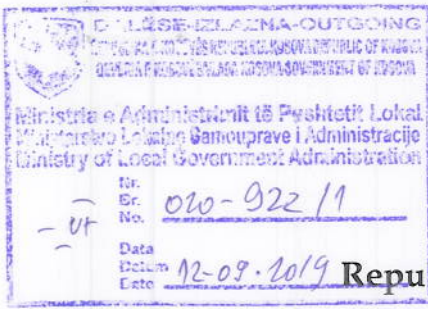 DALËSE-IZLAZNA-OUTGOING
Ministria e Administrimit të Pushtetit Lokal
Ministarstvo Lokalne Samouprave i Administracije
Ministry of Local Government Administration
Nr.
Br.
No. 020-922/1
Data
Datum
Date 12-09-2019
Repu